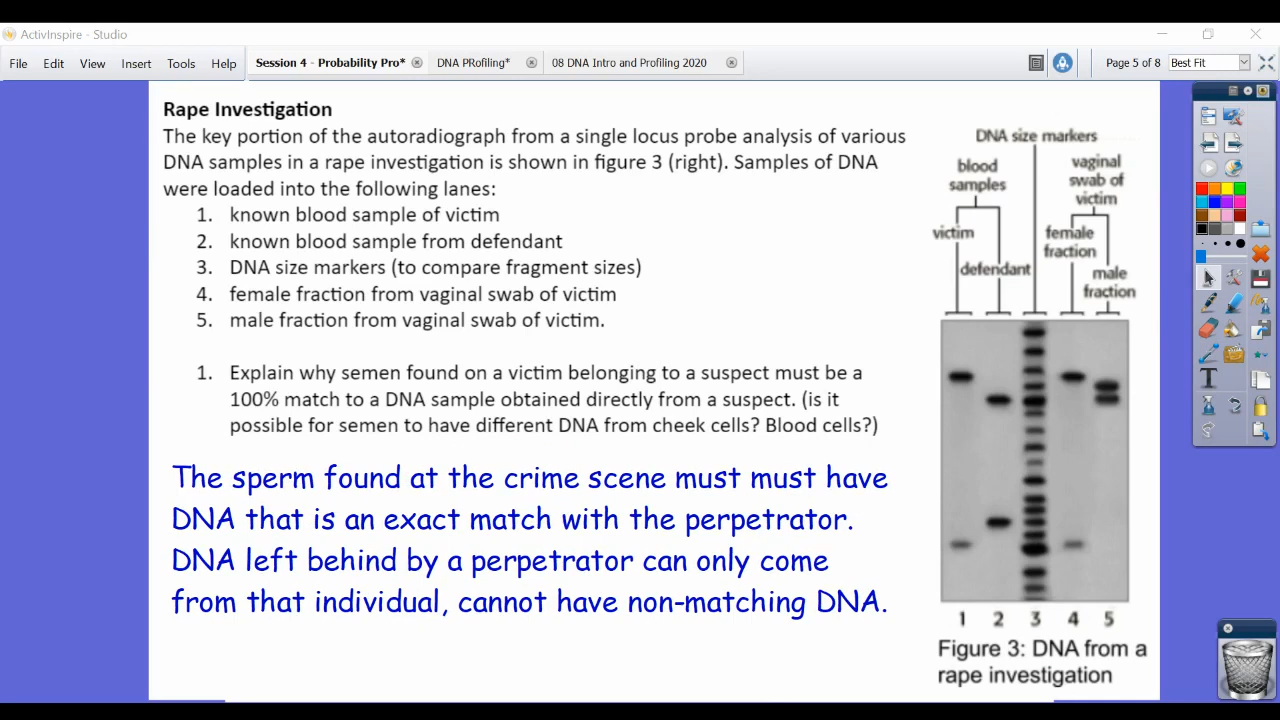 ActivInspire - Studio
File Edit View Insert Tools Help
Session 4 - Probability Pro* DNA PRofiling* 08 DNA Intro and Profiling 2020
Page 5 of 8 Best Fit
Rape Investigation
The key portion of the autoradiograph from a single locus probe analysis of various
DNA samples in a rape investigation is shown in figure 3 (right). Samples of DNA
were loaded into the following lanes:
1. known blood sample of victim
2. known blood sample from defendant
3. DNA size markers (to compare fragment sizes)
4. female fraction from vaginal swab of victim
5. male fraction from vaginal swab of victim.
1. Explain why semen found on a victim belonging to a suspect must be a
100% match to a DNA sample obtained directly from a suspect. (is it
possible for semen to have different DNA from cheek cells? Blood cells?)
The sperm found at the crime scene must must have
DNA that is an exact match with the perpetrator.
DNA left behind by a perpetrator can only come
from that individual, cannot have non-matching DNA.
DNA size markers
blood
samples
vaginal
swab of
victim
victim
defendant
female
fraction
male
fraction
1 2 3 4 5
Figure 3: DNA from a
rape investigation
T